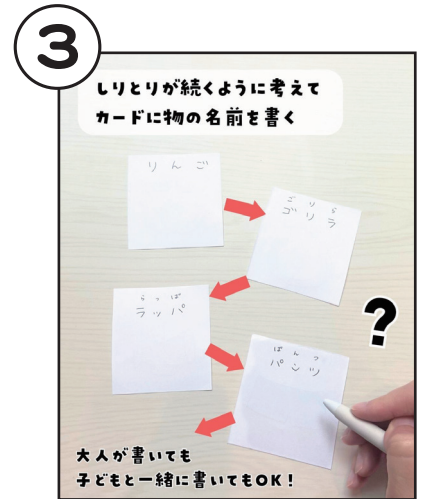 3
しりとりが続くように考えて
カードに物の名前を書く
りんご
ごりら
ゴリラ
らっぱ
ラッパ
ぱんつ
パンツ
?
大人が書いても
子どもと一緒に書いてもOK!